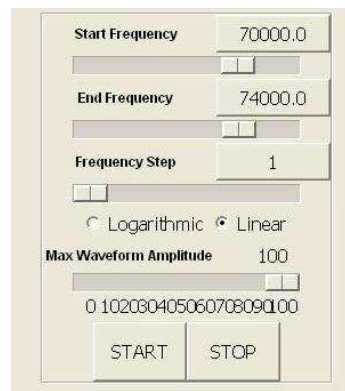 Start Frequency 70000.0
End Frequency 74000.0
Frequency Step 1
Logarithmic Linear
Max Waveform Amplitude 100
0 102030405060708090100
START STOP